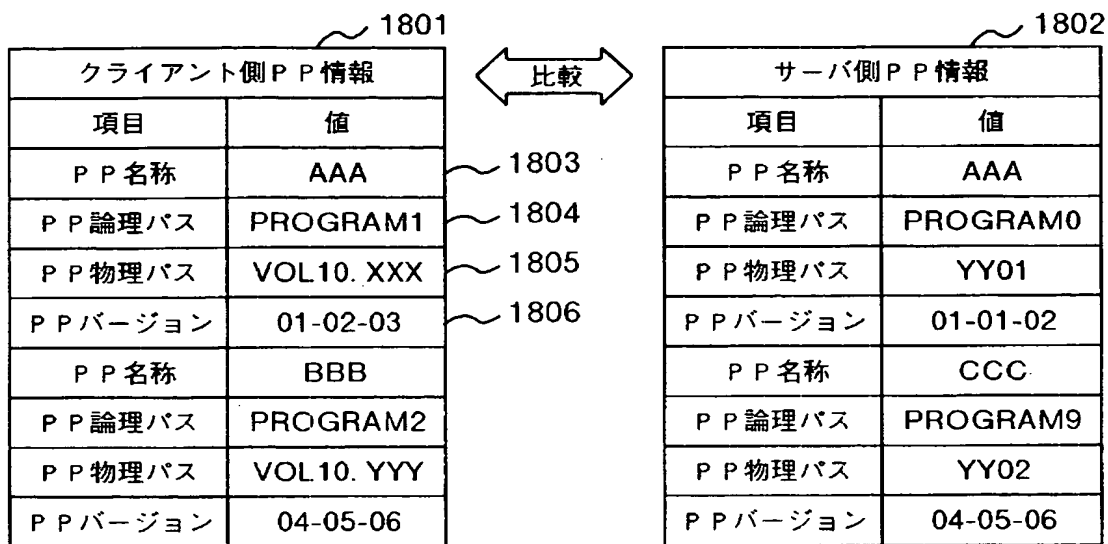 1801
クライアント側ＰＰ情報
項目 値
ＰＰ名称 AAA
ＰＰ論理パス PROGRAM1
ＰＰ物理パス VOL10. XXX
ＰＰバージョン 01-02-03
ＰＰ名称 BBB
ＰＰ論理パス PROGRAM2
ＰＰ物理パス VOL10. YYY
ＰＰバージョン 04-05-06
比較
1803
1804
1805
1806
1802
サーバ側ＰＰ情報
項目 値
ＰＰ名称 AAA
ＰＰ論理パス PROGRAM0
ＰＰ物理パス YY01
ＰＰバージョン 01-01-02
ＰＰ名称 CCC
ＰＰ論理パス PROGRAM9
ＰＰ物理パス YY02
ＰＰバージョン 04-05-06